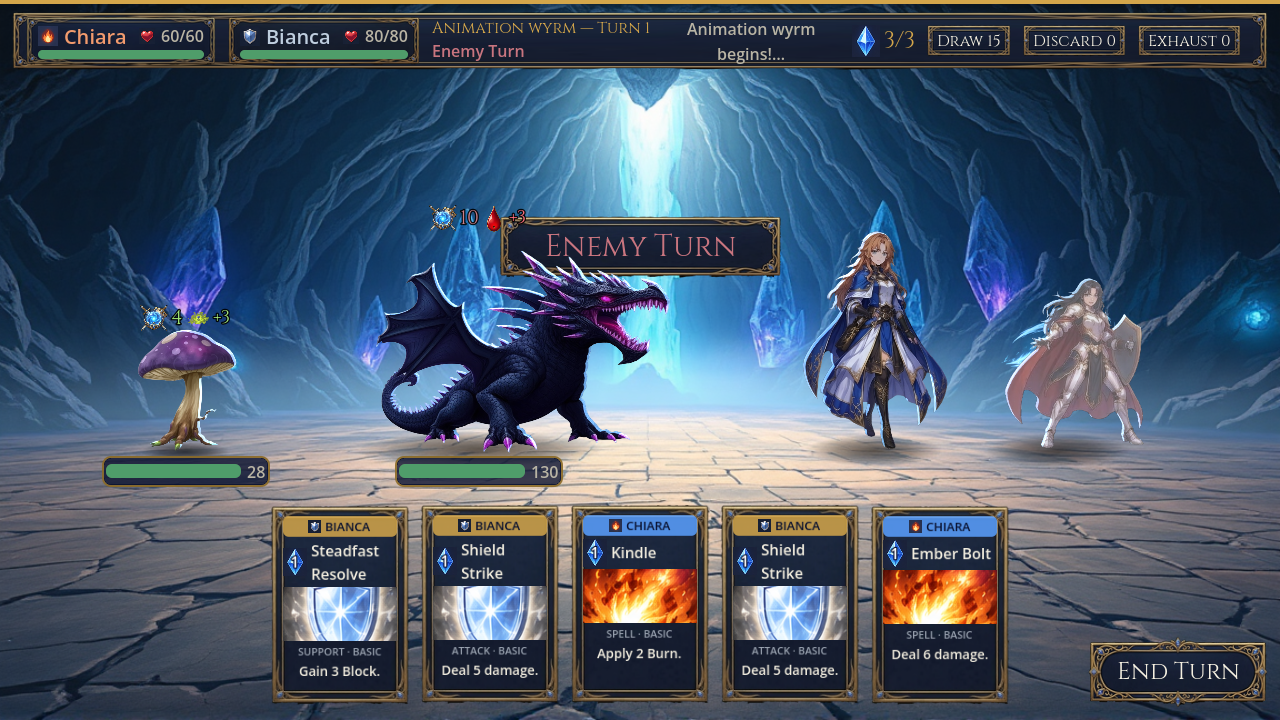 Chiara 60/60
Bianca 80/80
ANIMATION WYRM — TURN 1
Enemy Turn
Animation wyrm
begins!...
3/3
DRAW 15
DISCARD 0
EXHAUST 0
10 +3
ENEMY TURN
4 +3
28
130
BIANCA
1
Steadfast
Resolve
SUPPORT · BASIC
Gain 3 Block.
BIANCA
1
Shield
Strike
ATTACK · BASIC
Deal 5 damage.
CHIARA
1 Kindle
SPELL · BASIC
Apply 2 Burn.
BIANCA
1
Shield
Strike
ATTACK · BASIC
Deal 5 damage.
CHIARA
1 Ember Bolt
SPELL · BASIC
Deal 6 damage.
END TURN